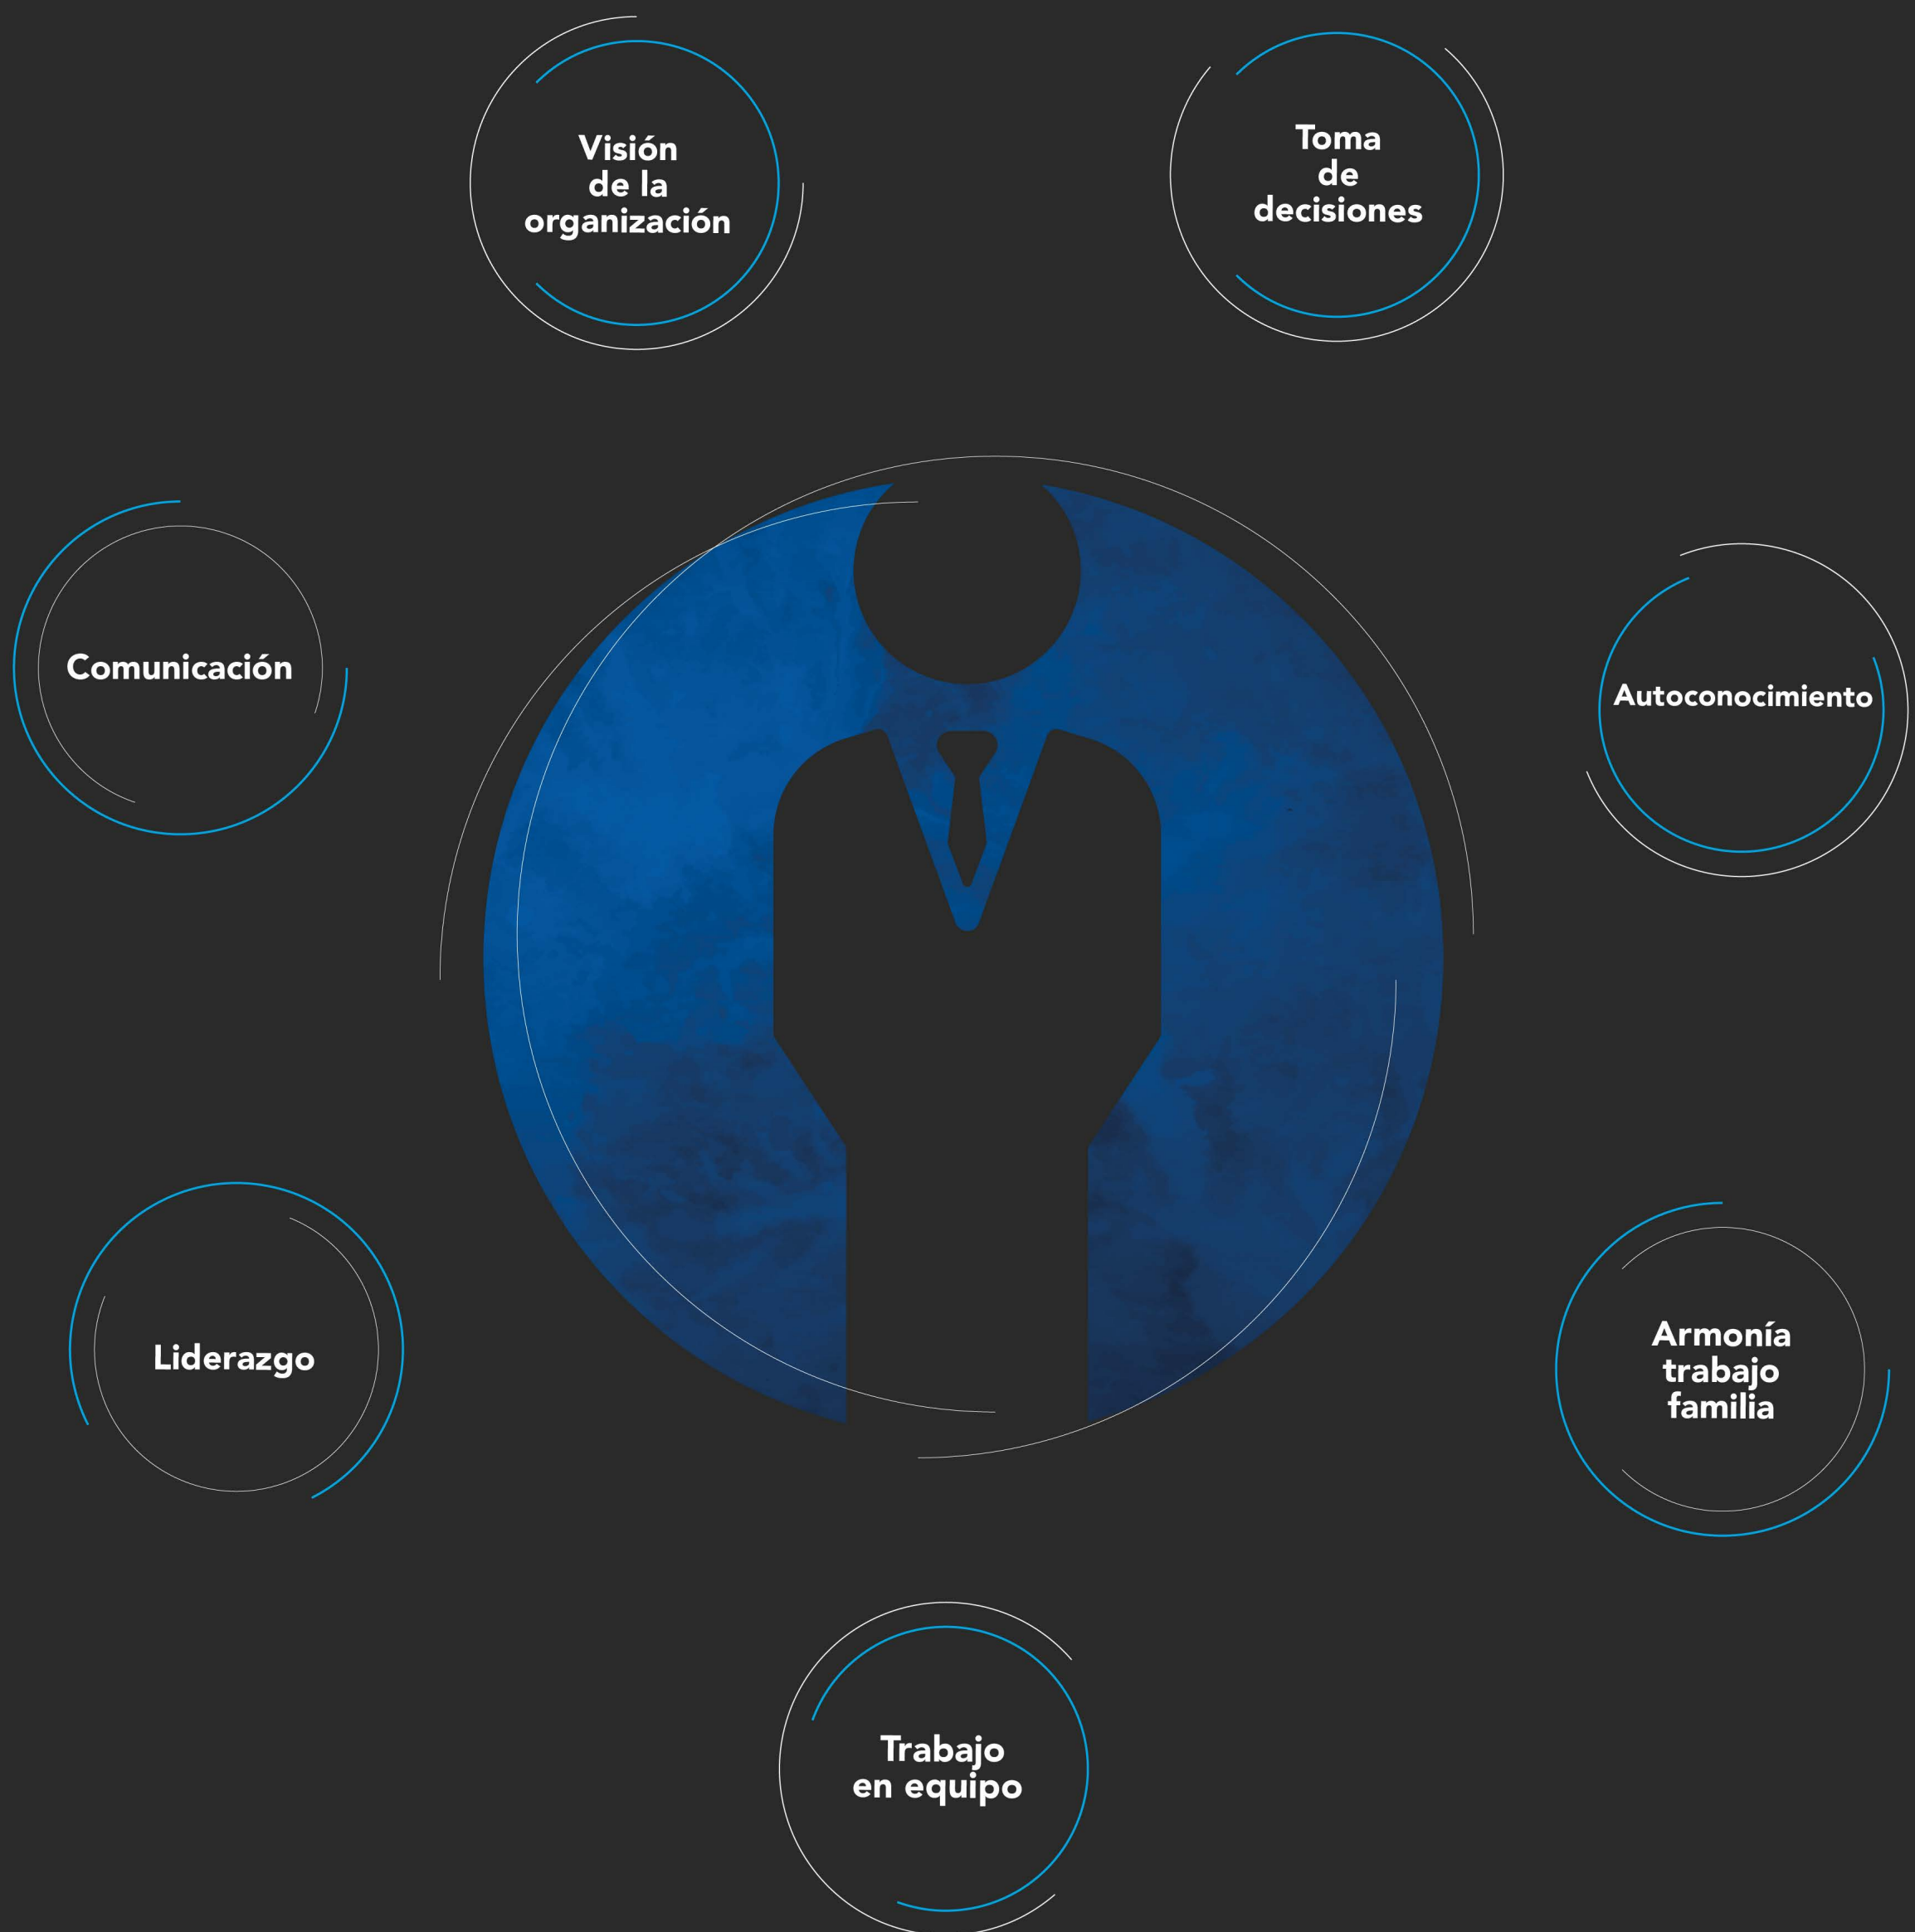 Visión
de la
organización
Toma
de
decisiones
Comunicación
Autoconocimiento
Liderazgo
Armonía
trabajo
familia
Trabajo
en equipo